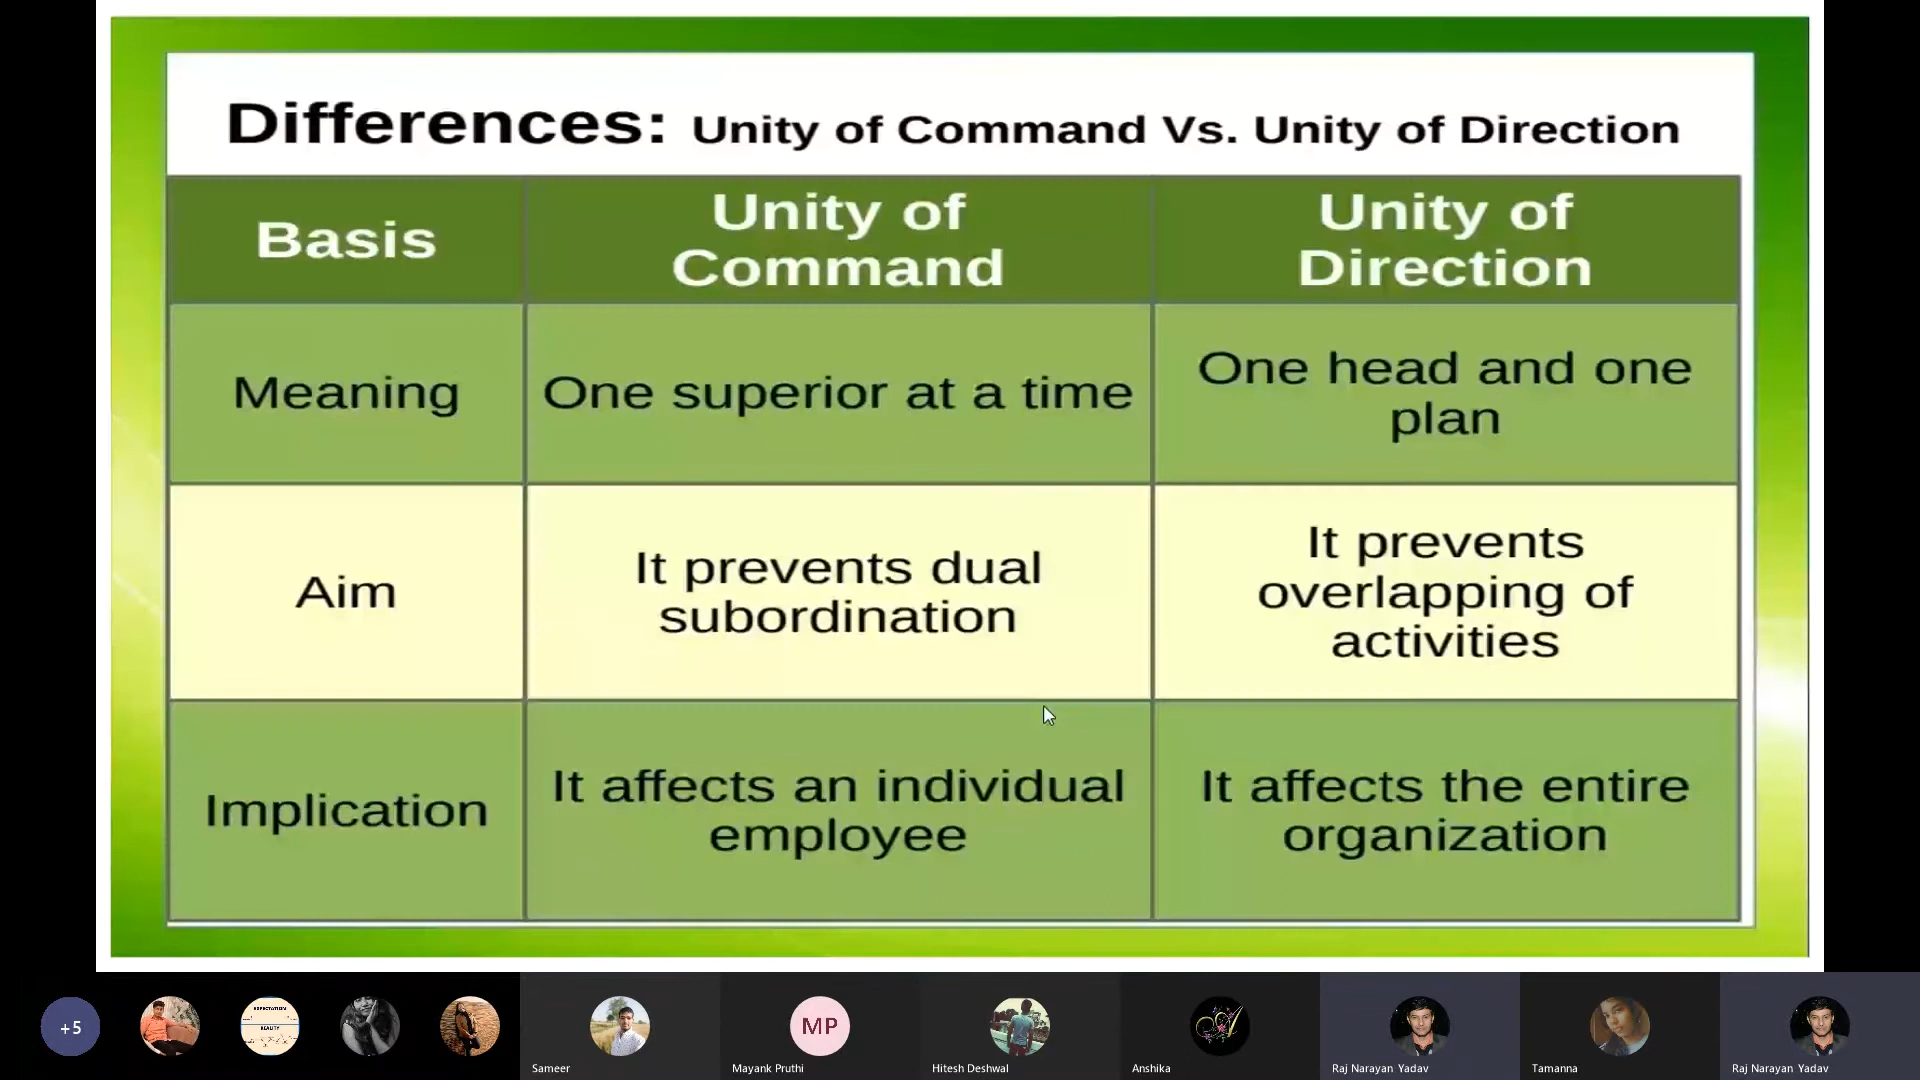 Differences: Unity of Command Vs. Unity of Direction
Basis
Unity of
Command
Unity of
Direction
Meaning
One superior at a time
One head and one
plan
Aim
It prevents dual
subordination
It prevents
overlapping of
activities
Implication
It affects an individual
employee
It affects the entire
organization
+5
EXPECTATION
REALITY
MP
Sameer
Mayank Pruthi
Hitesh Deshwal
Anshika
Raj Narayan Yadav
Tamanna
Raj Narayan Yadav